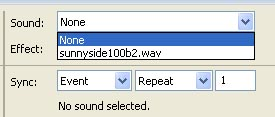 Sound: None
None
Effect: sunnyside100b2.wav
Sync: Event Repeat 1
No sound selected.